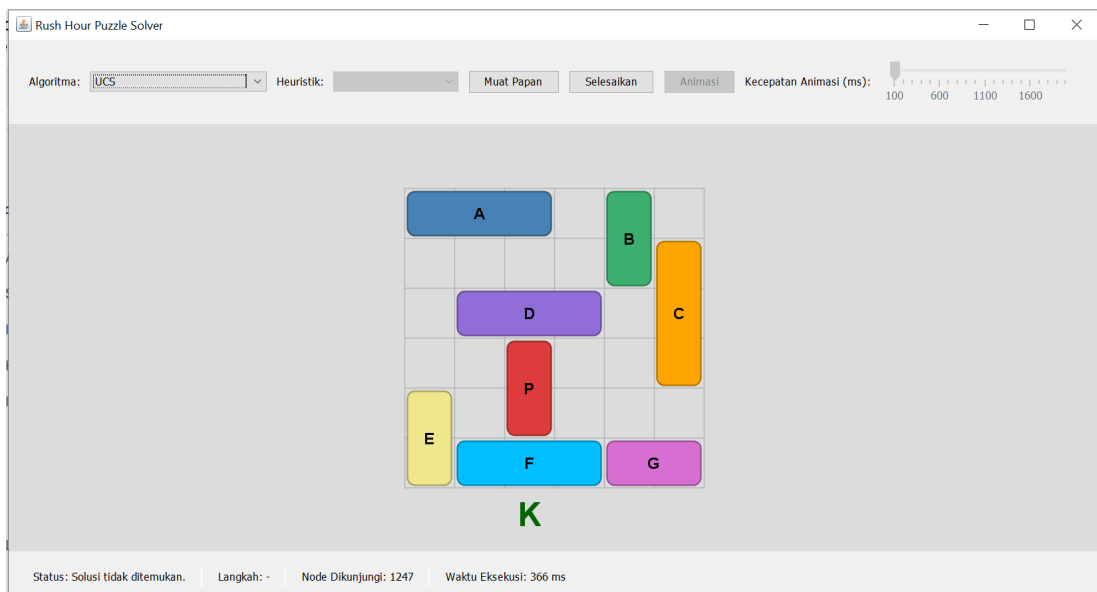 Rush Hour Puzzle Solver
Algoritma: UCS Heuristik: Muat Papan Selesaikan Animasi Kecepatan Animasi (ms):
100 600 1100 1600
A
B
D
C
P
E
F
G
K
Status: Solusi tidak ditemukan. Langkah: - Node Dikunjungi: 1247 Waktu Eksekusi: 366 ms